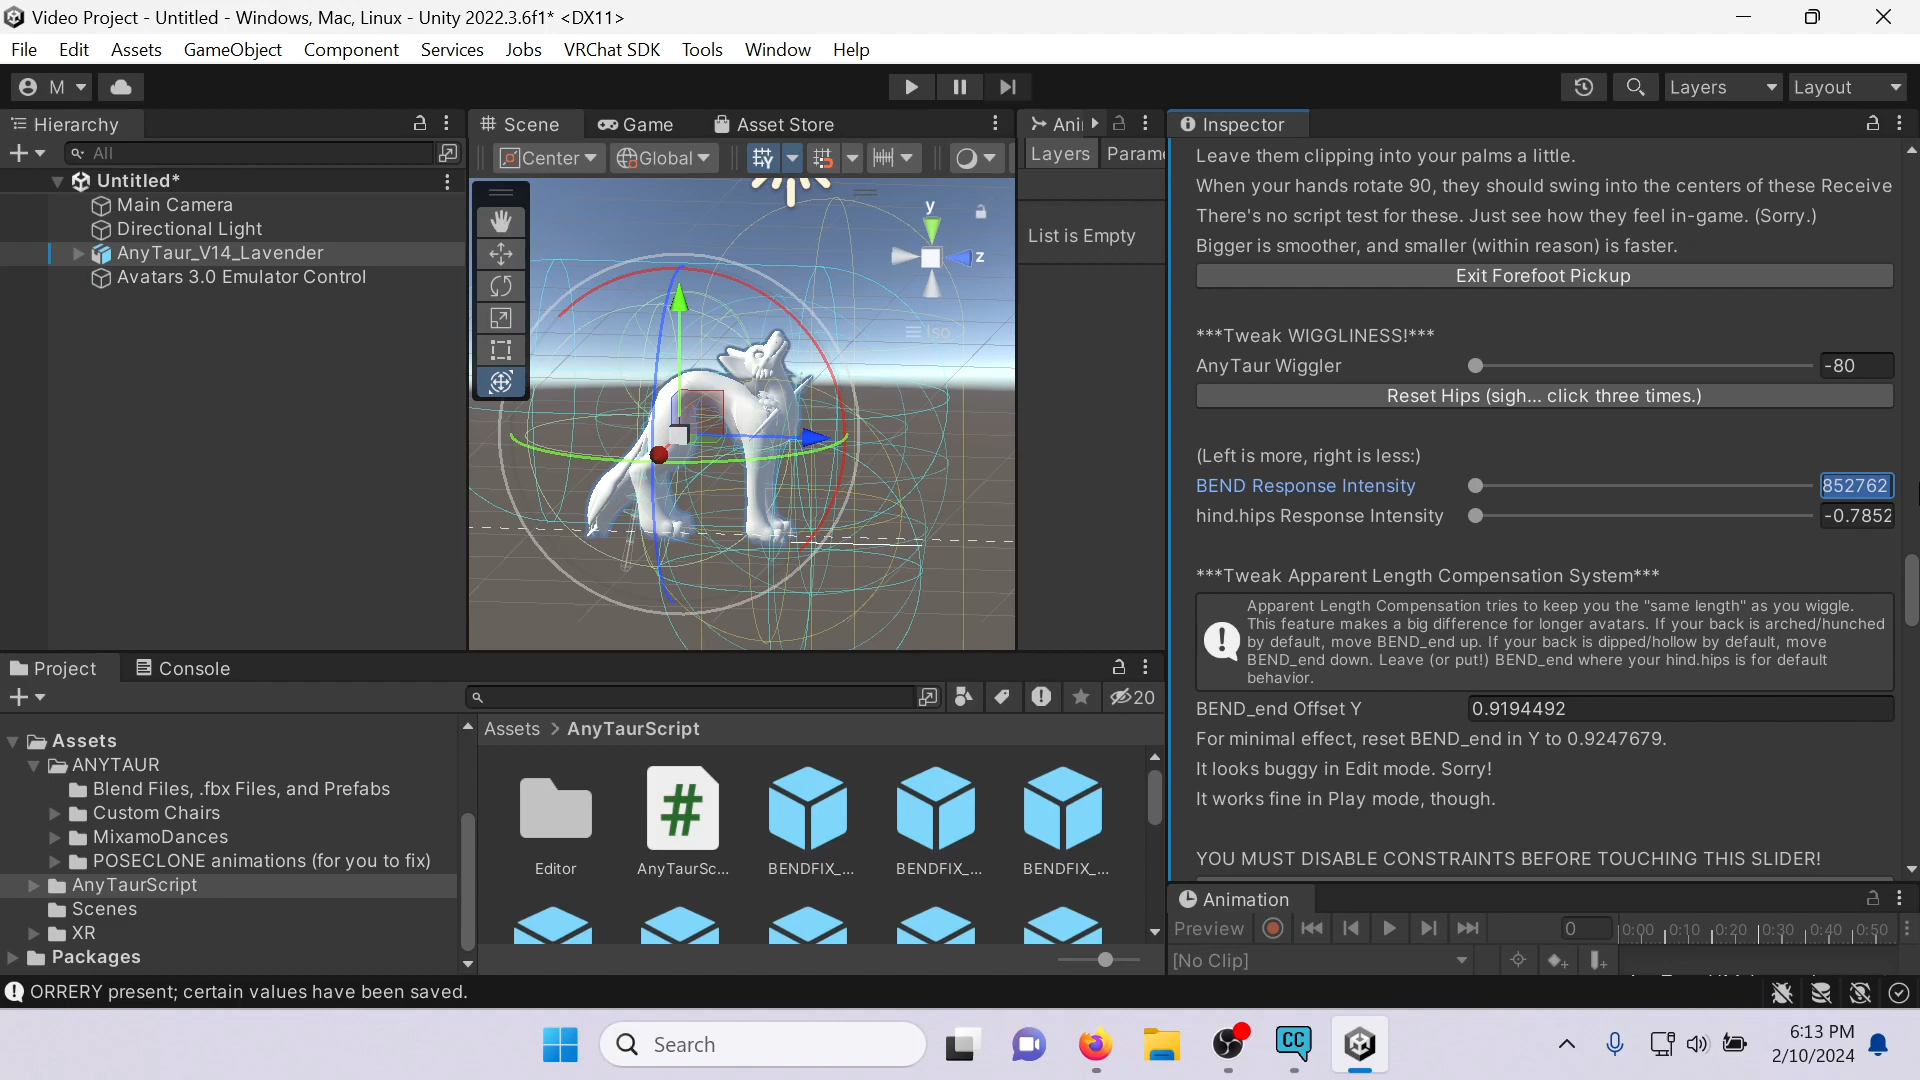 Video Project - Untitled - Windows, Mac, Linux - Unity 2022.3.6f1* <DX11>
File Edit Assets GameObject Component Services Jobs VRChat SDK Tools Window Help
M Layers Layout
Hierarchy
All
Untitled*
Main Camera
Directional Light
AnyTaur_V14_Lavender
Avatars 3.0 Emulator Control
Scene Game Asset Store
Center Global
y
z
Iso
Ani
Layers Param
List is Empty
Inspector
Leave them clipping into your palms a little.
When your hands rotate 90, they should swing into the centers of these Receive
There's no script test for these. Just see how they feel in-game. (Sorry.)
Bigger is smoother, and smaller (within reason) is faster.
Exit Forefoot Pickup
***Tweak WIGGLINESS!***
AnyTaur Wiggler -80
Reset Hips (sigh... click three times.)
(Left is more, right is less:)
BEND Response Intensity 852762
hind.hips Response Intensity -0.7852
***Tweak Apparent Length Compensation System***
Apparent Length Compensation tries to keep you the "same length" as you wiggle.
This feature makes a big difference for longer avatars. If your back is arched/hunched
by default, move BEND_end up. If your back is dipped/hollow by default, move
BEND_end down. Leave (or put!) BEND_end where your hind.hips is for default
behavior.
BEND_end Offset Y 0.9194492
For minimal effect, reset BEND_end in Y to 0.9247679.
It looks buggy in Edit mode. Sorry!
It works fine in Play mode, though.
YOU MUST DISABLE CONSTRAINTS BEFORE TOUCHING THIS SLIDER!
Project Console
20
Assets
ANYTAUR
Blend Files, .fbx Files, and Prefabs
Custom Chairs
MixamoDances
POSECLONE animations (for you to fix)
AnyTaurScript
Scenes
XR
Packages
Assets > AnyTaurScript
Editor AnyTaurSc... BENDFIX_... BENDFIX_... BENDFIX_...
Animation
Preview 0 0:00 0:10 0:20 0:30 0:40 0:50
[No Clip]
ORRERY present; certain values have been saved.
Search
CC
6:13 PM
2/10/2024